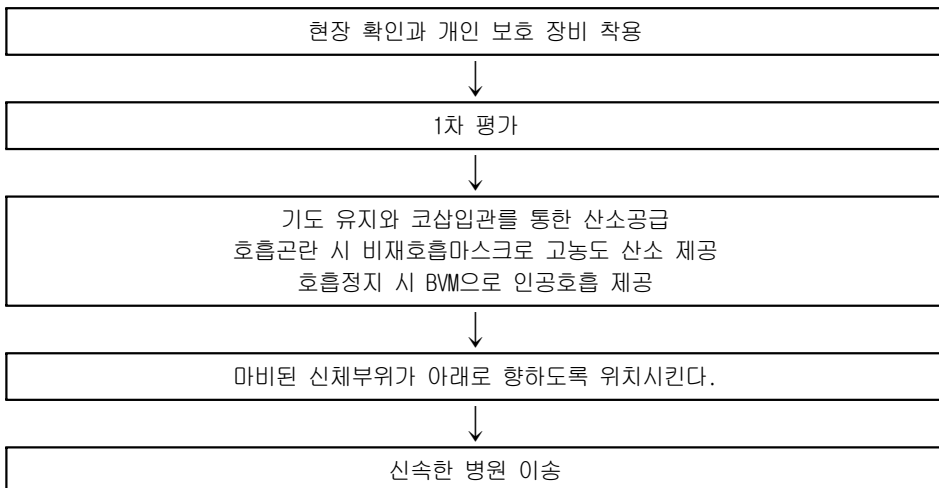 현장 확인과 개인 보호 장비 착용
1차 평가
기도 유지와 코삽입관를 통한 산소공급
호흡곤란 시 비재호흡마스크로 고농도 산소 제공
호흡정지 시 BVM으로 인공호흡 제공
마비된 신체부위가 아래로 향하도록 위치시킨다.
신속한 병원 이송